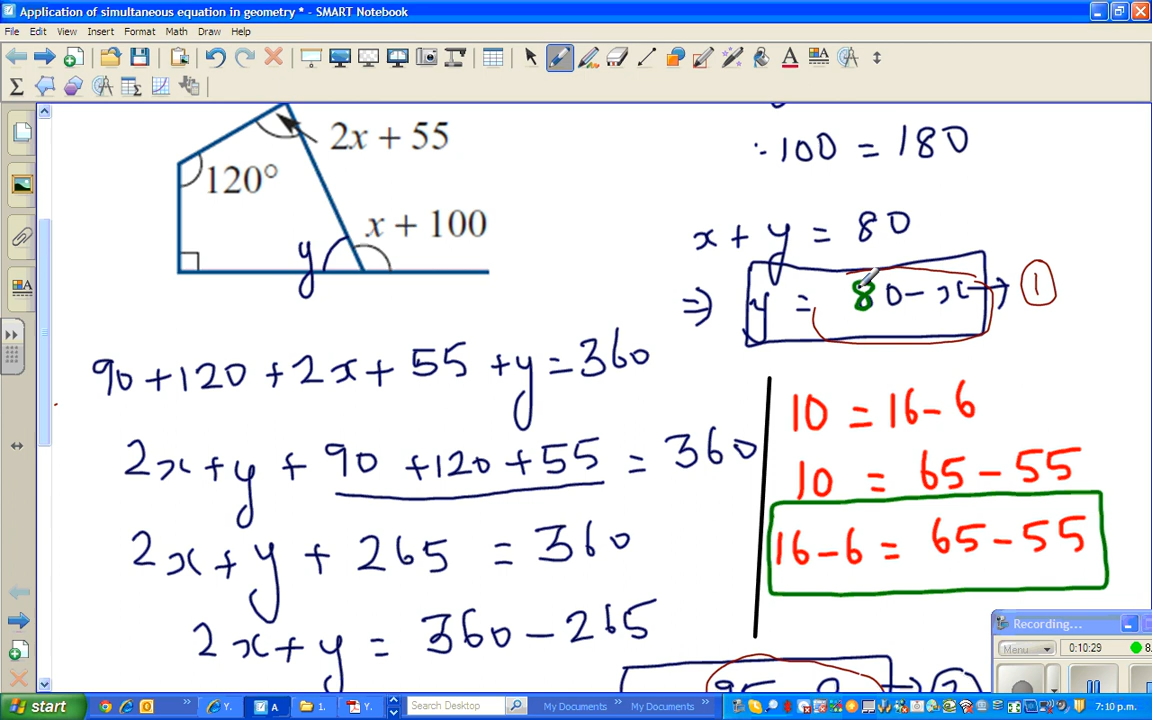 Application of simultaneous equation in geometry * - SMART Notebook
File Edit View Insert Format Math Draw Help
2x + 55
120°
x + 100
y
100 = 180
x + y = 80
⇒ y = 80 - x → 1
90 + 120 + 2x + 55 + y = 360
2x + y + 90 + 120 + 55 = 360
2x + y + 265 = 360
2x + y = 360 - 265
10 = 16 - 6
10 = 65 - 55
16 - 6 = 65 - 55
Recording...
Menu
0:10:29
start
Y.
A
1.
Y.
Search Desktop
My Documents
My Documents
7:10 p.m.